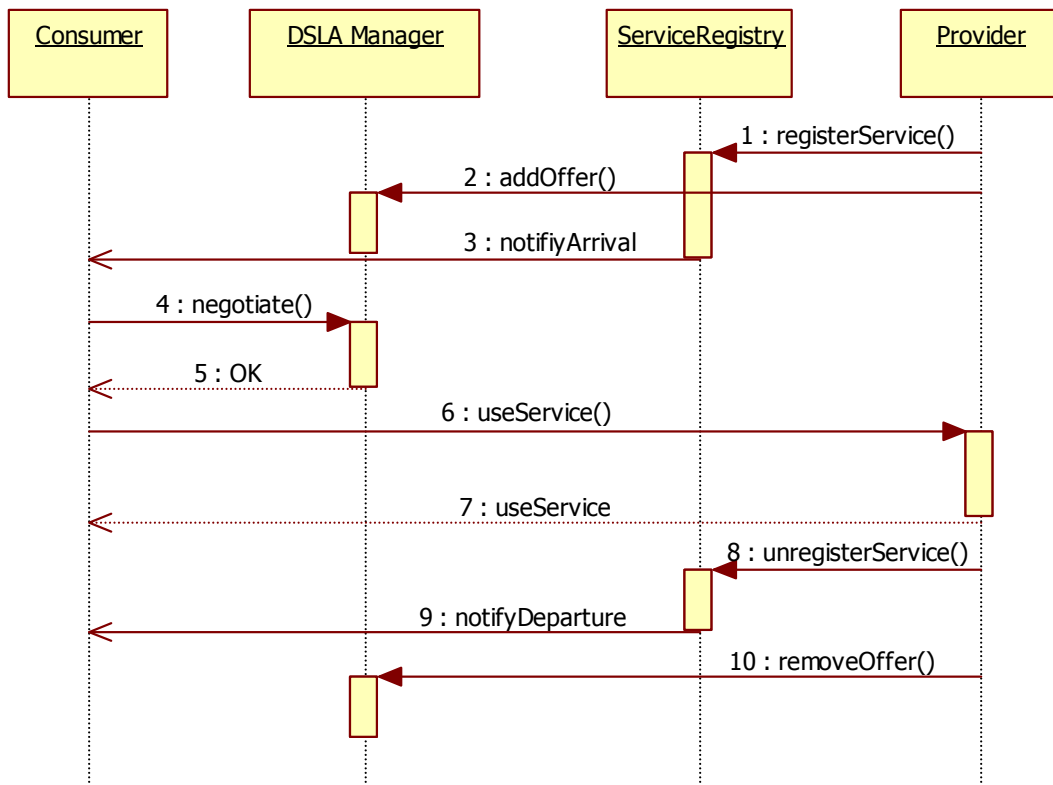 Consumer
DSLA Manager
ServiceRegistry
Provider
1 : registerService()
2 : addOffer()
3 : notifiyArrival
4 : negotiate()
5 : OK
6 : useService()
7 : useService
8 : unregisterService()
9 : notifyDeparture
10 : removeOffer()